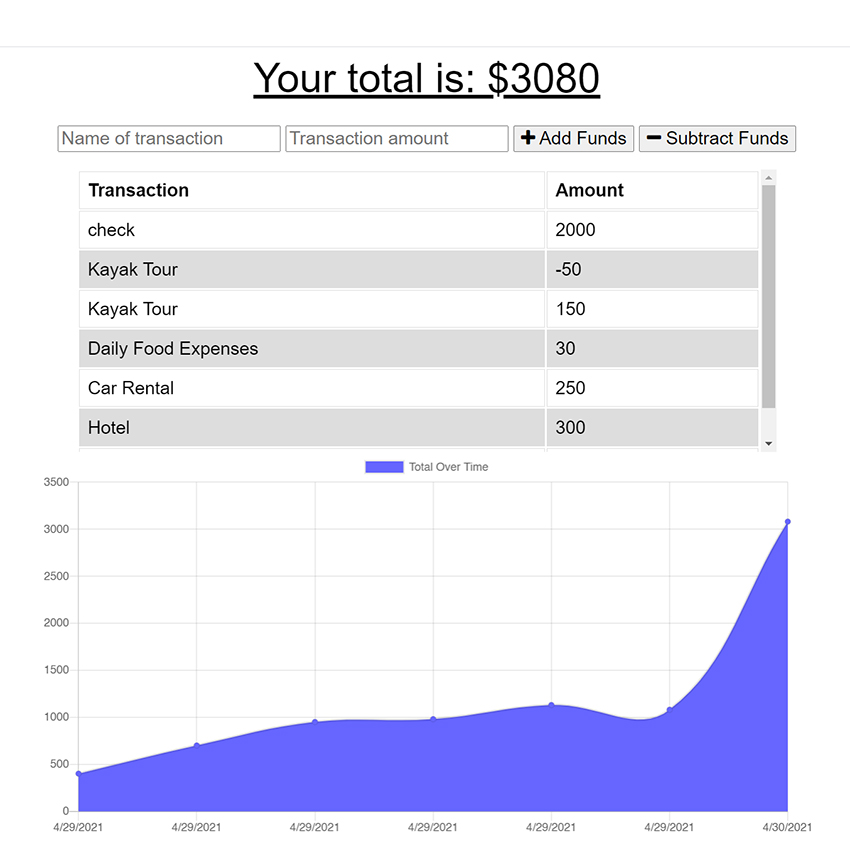 Your total is: $3080
Name of transaction Transaction amount Add Funds Subtract Funds
Transaction Amount
check 2000
Kayak Tour -50
Kayak Tour 150
Daily Food Expenses 30
Car Rental 250
Hotel 300
Total Over Time
3500
3000
2500
2000
1500
1000
500
0
4/29/2021 4/29/2021 4/29/2021 4/29/2021 4/29/2021 4/29/2021 4/30/2021